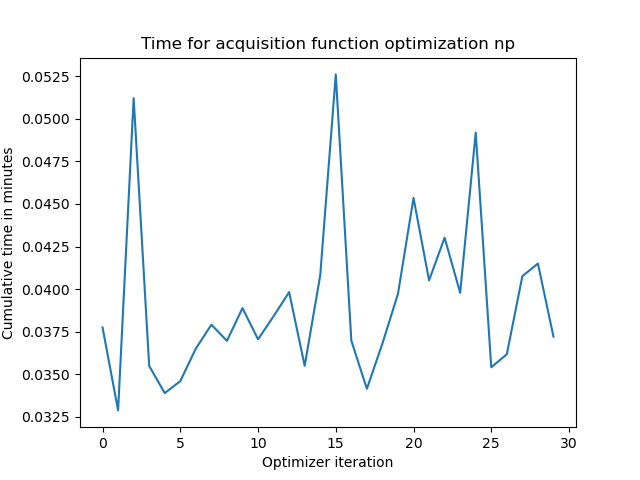 Time for acquisition function optimization np
Cumulative time in minutes
0.0525
0.0500
0.0475
0.0450
0.0425
0.0400
0.0375
0.0350
0.0325
0 5 10 15 20 25 30
Optimizer iteration